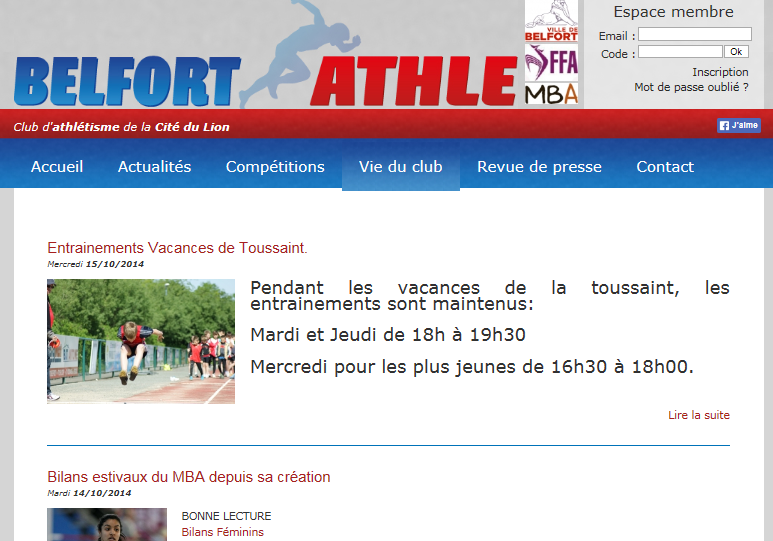 BELFORT ATHLE
VILLE DE
BELFORT
FFA
MBA
Espace membre
Email :
Code :
Ok
Inscription
Mot de passe oublié ?
Club d'athlétisme de la Cité du Lion
J'aime
Accueil Actualités Compétitions Vie du club Revue de presse Contact
Entrainements Vacances de Toussaint.
Mercredi 15/10/2014
Pendant les vacances de la toussaint, les
entrainements sont maintenus:
Mardi et Jeudi de 18h à 19h30
Mercredi pour les plus jeunes de 16h30 à 18h00.
Lire la suite
Bilans estivaux du MBA depuis sa création
Mardi 14/10/2014
BONNE LECTURE
Bilans Féminins